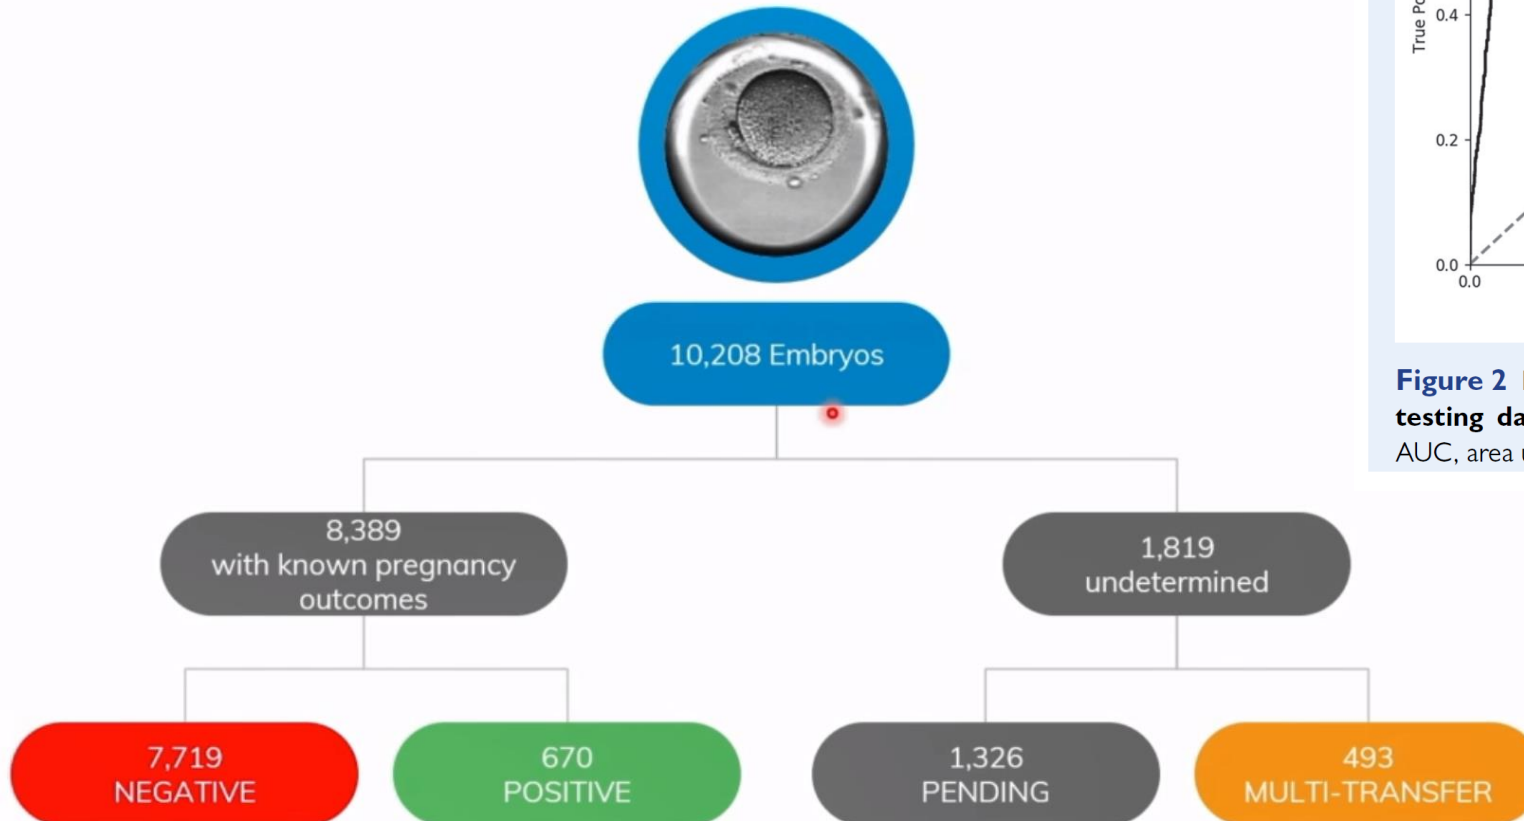 10,208 Embryos
8,389
with known pregnancy
outcomes
1,819
undetermined
7,719
NEGATIVE
670
POSITIVE
1,326
PENDING
493
MULTI-TRANSFER
True
0.4
0.2
0.0
0.0
Figure 2
testing
AUC, area